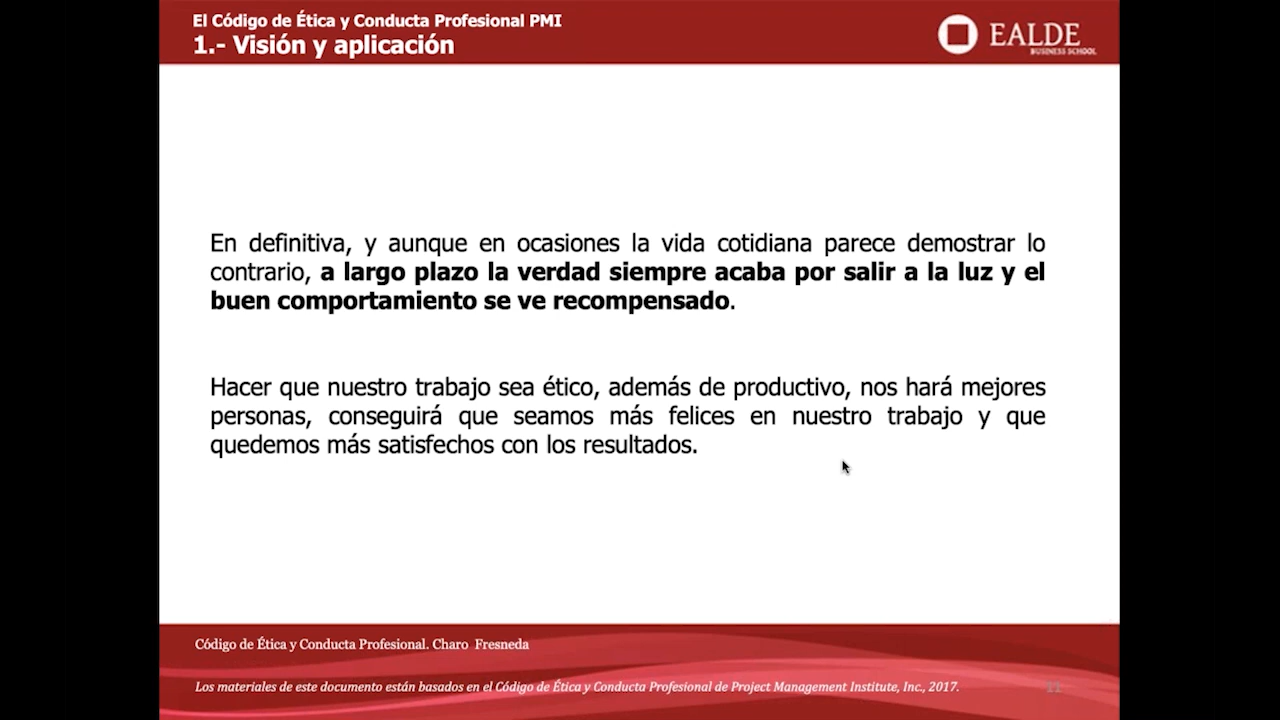 El Código de Ética y Conducta Profesional PMI
1.- Visión y aplicación
EALDE
BUSINESS SCHOOL
En definitiva, y aunque en ocasiones la vida cotidiana parece demostrar lo
contrario, a largo plazo la verdad siempre acaba por salir a la luz y el
buen comportamiento se ve recompensado.
Hacer que nuestro trabajo sea ético, además de productivo, nos hará mejores
personas, conseguirá que seamos más felices en nuestro trabajo y que
quedemos más satisfechos con los resultados.
Código de Ética y Conducta Profesional. Charo Fresneda
Los materiales de este documento están basados en el Código de Ética y Conducta Profesional de Project Management Institute, Inc., 2017.
11